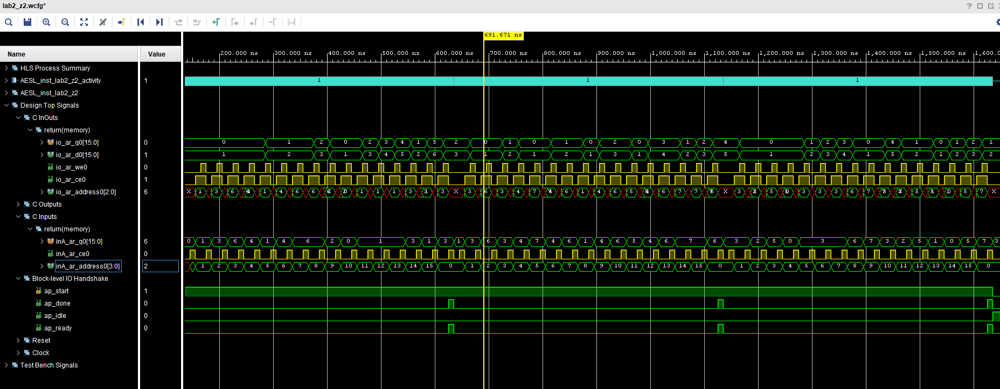 lab2_z2.wcfg*
691.671 ns
Name Value
200.000 ns 300.000 ns 400.000 ns 500.000 ns 600.000 ns 700.000 ns 800.000 ns 900.000 ns 1,000.000 ns 1,100.000 ns 1,200.000 ns 1,300.000 ns 1,400.000 ns 1,500.000 ns 1,600.0
HLS Process Summary
AESL_inst_lab2_z2_activity 1 1 1 1
AESL_inst_lab2_z2
Design Top Signals
C InOuts
return(memory)
io_ar_q0[15:0] 0 0 1 2 0 2 3 4 1 5 2 0 1 0 1 0 2 0 3 1 2 4 0 1 2 3 0 4 1 0 1 2 1
io_ar_d0[15:0] 1 1 2 3 1 3 4 5 2 6 3 1 2 1 2 1 3 1 4 2 3 5 1 2 3 4 1 5 2 1 2 3 2
io_ar_we0 0
io_ar_ce0 1
io_ar_address0[2:0] 6 X 1 3 6 1 4 6 1 1 1 3 1 3 X 3 6 3 4 7 4 6 1 4 6 5 4 6 7 7 X 3 5 3 3 3 6 7 5 5 7 X
C Outputs
C Inputs
return(memory)
inA_ar_q0[15:0] 6 0 1 3 6 4 1 4 6 2 0 1 3 1 3 1 3 6 3 4 7 4 6 1 4 6 5 4 6 7 6 3 2 5 0 3 6 7 3 2 5 1 0 5 7 3
inA_ar_ce0 0
inA_ar_address0[3:0] 2 1 2 3 4 5 6 7 8 9 10 11 12 13 14 15 0 1 2 3 4 5 6 7 8 9 10 11 12 13 14 15 0 1 2 3 4 5 6 7 8 9 10 11 12 13 14 15 0
Block-level IO Handshake
ap_start 1
ap_done 0
ap_idle 0
ap_ready 0
Reset
Clock
Test Bench Signals